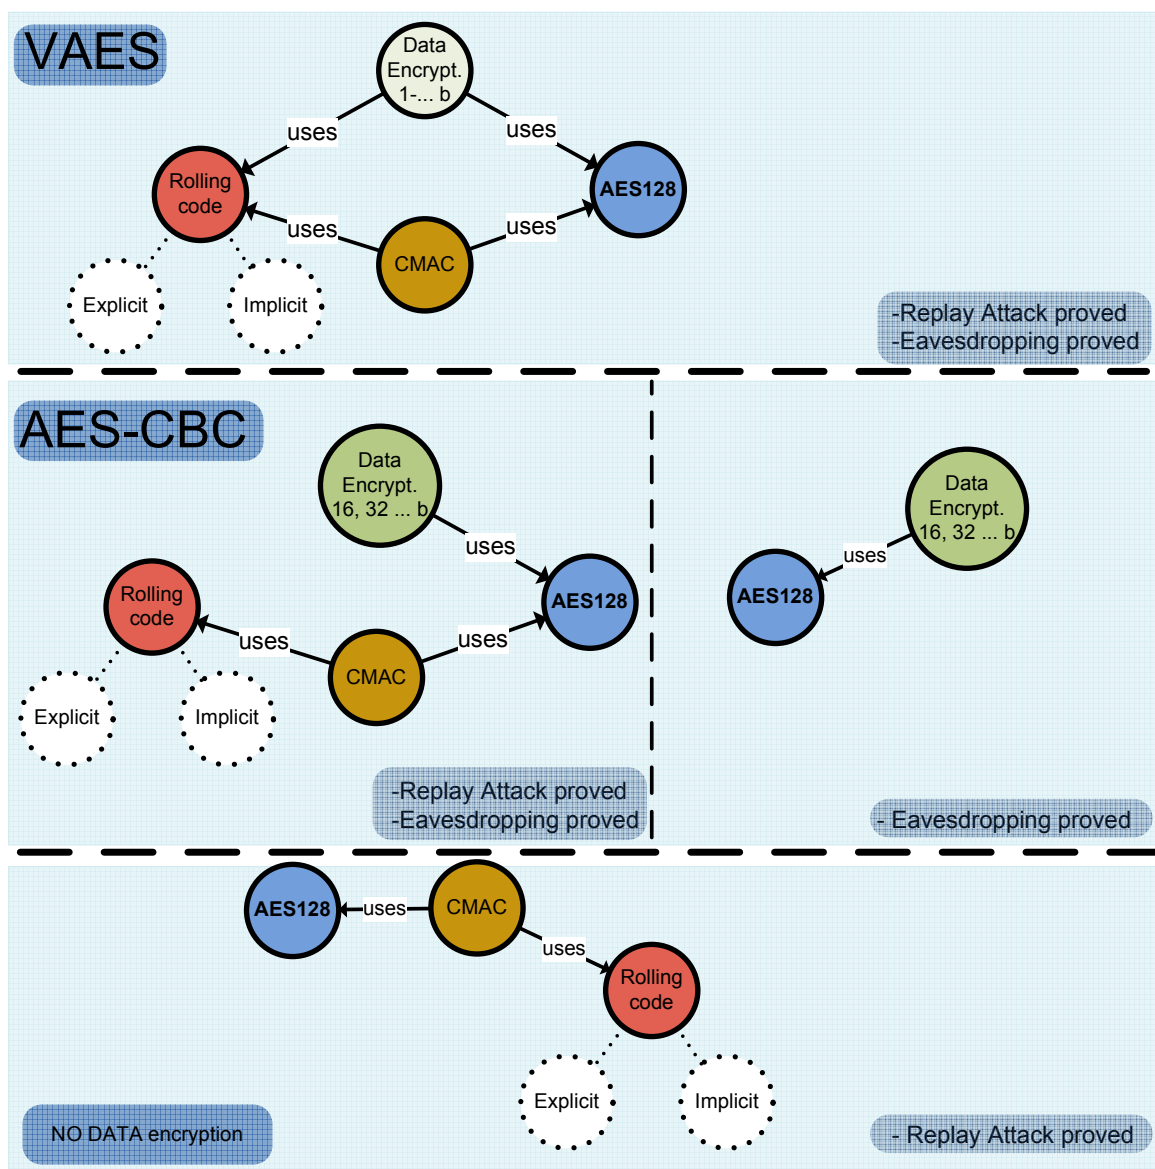 VAES
Data
Encrypt.
1-... b
uses
uses
Rolling
code
AES128
uses
uses
CMAC
Explicit
Implicit
-Replay Attack proved
-Eavesdropping proved
AES-CBC
Data
Encrypt.
16, 32 ... b
uses
Rolling
code
AES128
uses
uses
CMAC
Explicit
Implicit
-Replay Attack proved
-Eavesdropping proved
Data
Encrypt.
16, 32 ... b
uses
AES128
- Eavesdropping proved
AES128
uses
CMAC
uses
Rolling
code
Explicit
Implicit
NO DATA encryption
- Replay Attack proved